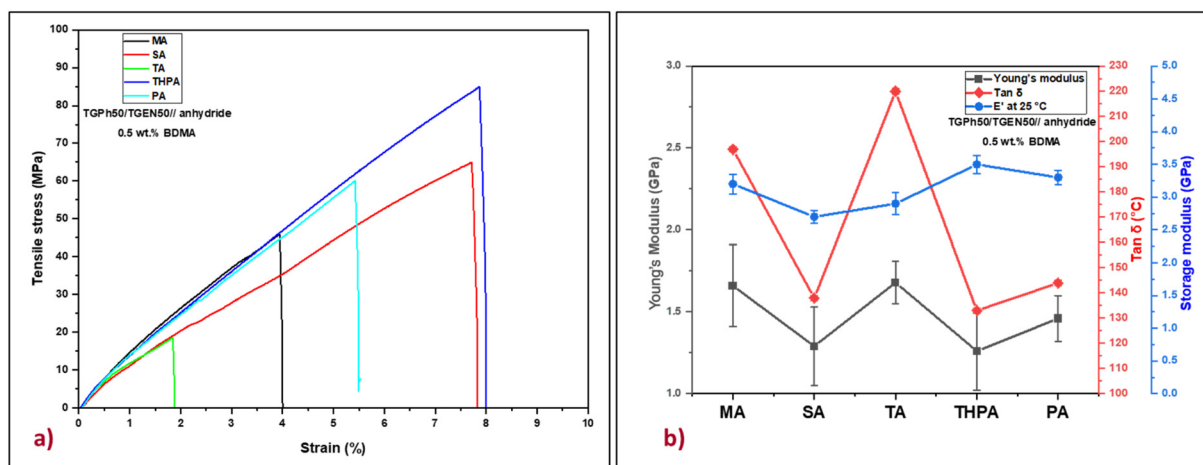 MA
SA
TA
THPA
PA
TGPh50/TGEN50// anhydride
0.5 wt.% BDMA
100
90
80
70
60
50
40
30
20
10
0
Tensile stress (MPa)
0 1 2 3 4 5 6 7 8 9 10
Strain (%)
a)
Young's modulus
Tan δ
E' at 25 °C
TGPh50/TGEN50// anhydride
0.5 wt.% BDMA
3.0
2.5
2.0
1.5
1.0
Young's Modulus (GPa)
230
220
210
200
190
180
170
160
150
140
130
120
110
100
Tan δ (°C)
5.0
4.5
4.0
3.5
3.0
2.5
2.0
1.5
1.0
0.5
0.0
Storage modulus (GPa)
MA SA TA THPA PA
b)